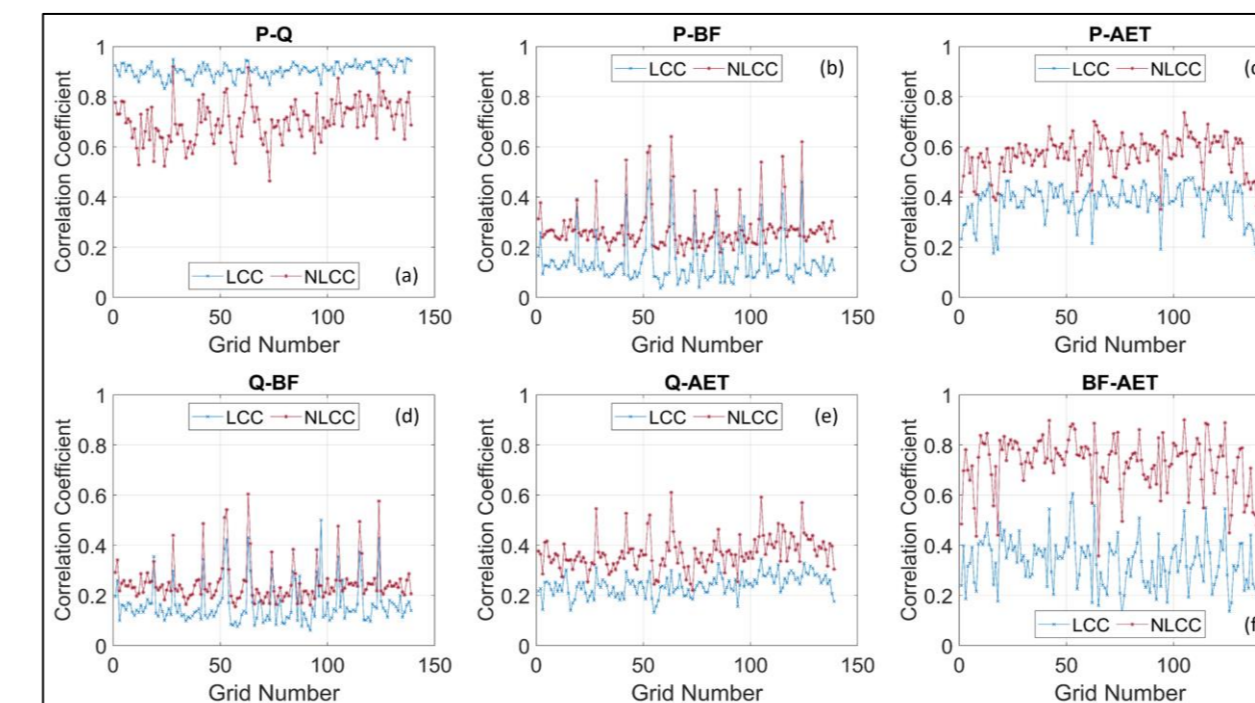 P-Q
Correlation Coefficient
1
0.8
0.6
0.4
0.2
0
LCC NLCC
(a)
0 50 100 150
Grid Number
P-BF
Correlation Coefficient
1
0.8
0.6
0.4
0.2
0
LCC NLCC
(b)
0 50 100 150
Grid Number
P-AET
Correlation Coefficient
1
0.8
0.6
0.4
0.2
0
LCC NLCC
0 50 100
Grid Number
Q-BF
Correlation Coefficient
1
0.8
0.6
0.4
0.2
0
LCC NLCC
(d)
0 50 100 150
Grid Number
Q-AET
Correlation Coefficient
1
0.8
0.6
0.4
0.2
0
LCC NLCC
(e)
0 50 100 150
Grid Number
BF-AET
Correlation Coefficient
1
0.8
0.6
0.4
0.2
0
LCC NLCC
(f
0 50 100
Grid Number